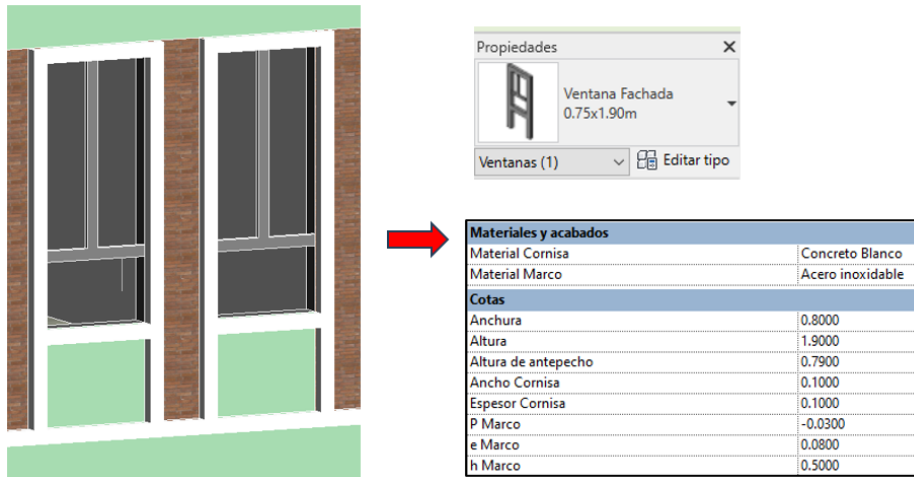 Propiedades
Ventana Fachada
0.75x1.90m
Ventanas (1) Editar tipo
Materiales y acabados
Material Cornisa Concreto Blanco
Material Marco Acero inoxidable
Cotas
Anchura 0.8000
Altura 1.9000
Altura de antepecho 0.7900
Ancho Cornisa 0.1000
Espesor Cornisa 0.1000
P Marco -0.0300
e Marco 0.0800
h Marco 0.5000